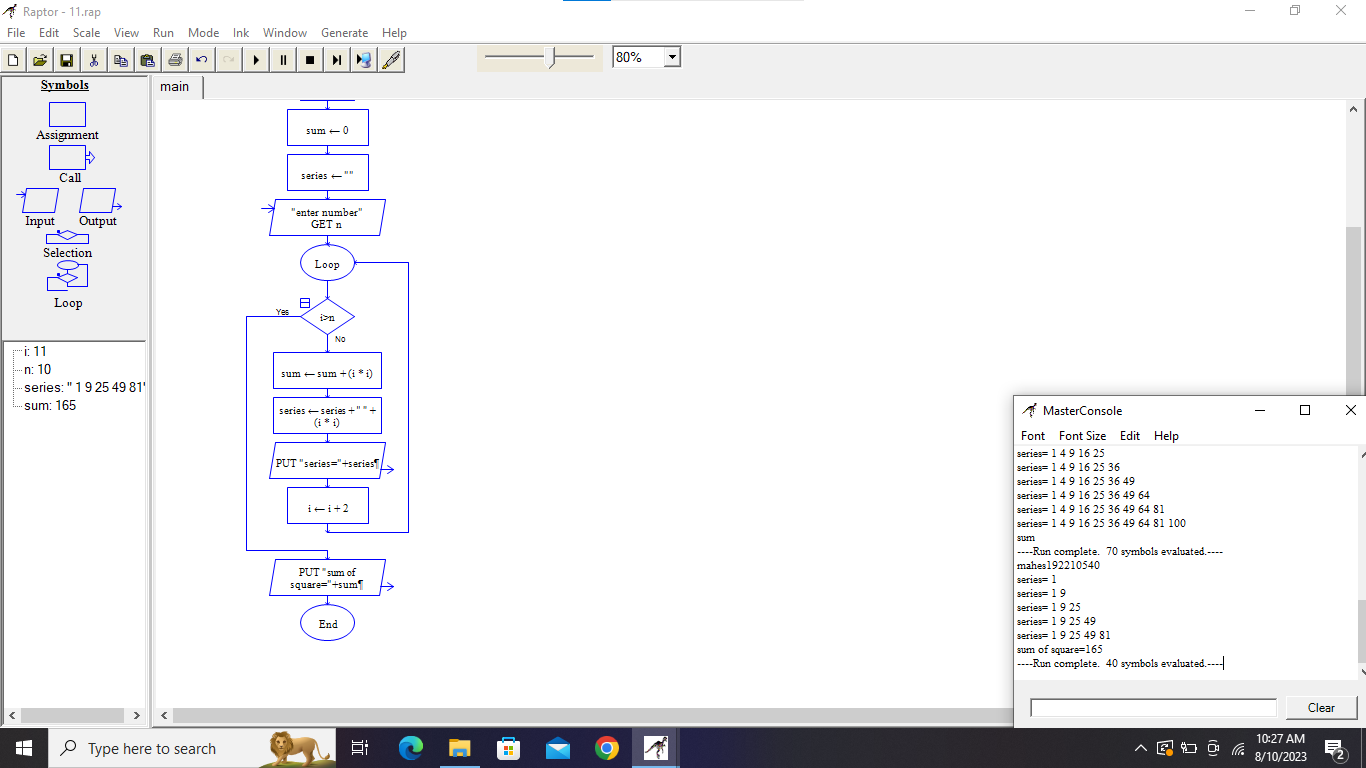 Raptor - 11.rap
File Edit Scale View Run Mode Ink Window Generate Help
80%
Symbols
Assignment
Call
Input Output
Selection
Loop
i: 11
n: 10
series: " 1 9 25 49 81"
sum: 165
main
sum ← 0
series ← ""
"enter number"
GET n
Loop
Yes
i>n
No
sum ← sum + (i * i)
series ← series + " " +
(i * i)
PUT "series="+series¶
i ← i + 2
PUT "sum of
square="+sum¶
End
MasterConsole
Font Font Size Edit Help
series= 1 4 9 16 25
series= 1 4 9 16 25 36
series= 1 4 9 16 25 36 49
series= 1 4 9 16 25 36 49 64
series= 1 4 9 16 25 36 49 64 81
series= 1 4 9 16 25 36 49 64 81 100
sum
----Run complete.  70 symbols evaluated.----
mahes192210540
series= 1
series= 1 9
series= 1 9 25
series= 1 9 25 49
series= 1 9 25 49 81
sum of square=165
----Run complete.  40 symbols evaluated.----
Clear
Type here to search
10:27 AM
8/10/2023
2